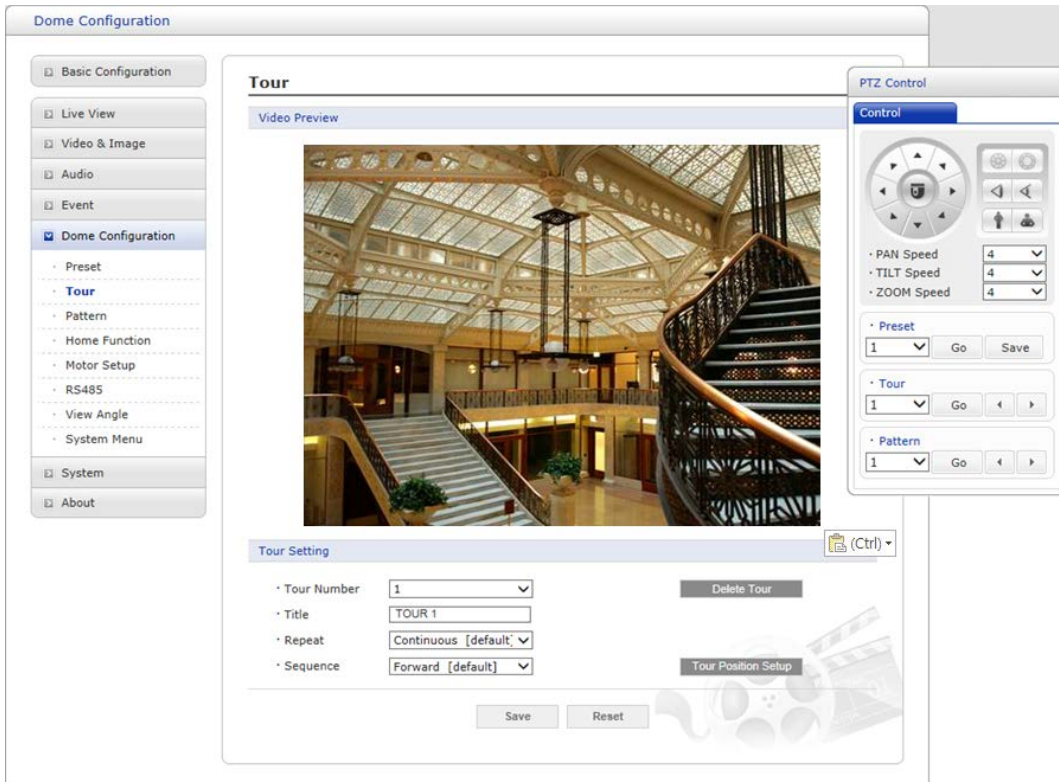 Dome Configuration
Basic Configuration
Live View
Video & Image
Audio
Event
Dome Configuration
Preset
Tour
Pattern
Home Function
Motor Setup
RS485
View Angle
System Menu
System
About
Tour
Video Preview
(Ctrl)
Tour Setting
Tour Number 1 Delete Tour
Title TOUR 1
Repeat Continuous [default]
Sequence Forward [default] Tour Position Setup
Save Reset
PTZ Control
Control
PAN Speed 4
TILT Speed 4
ZOOM Speed 4
Preset
1 Go Save
Tour
1 Go
Pattern
1 Go